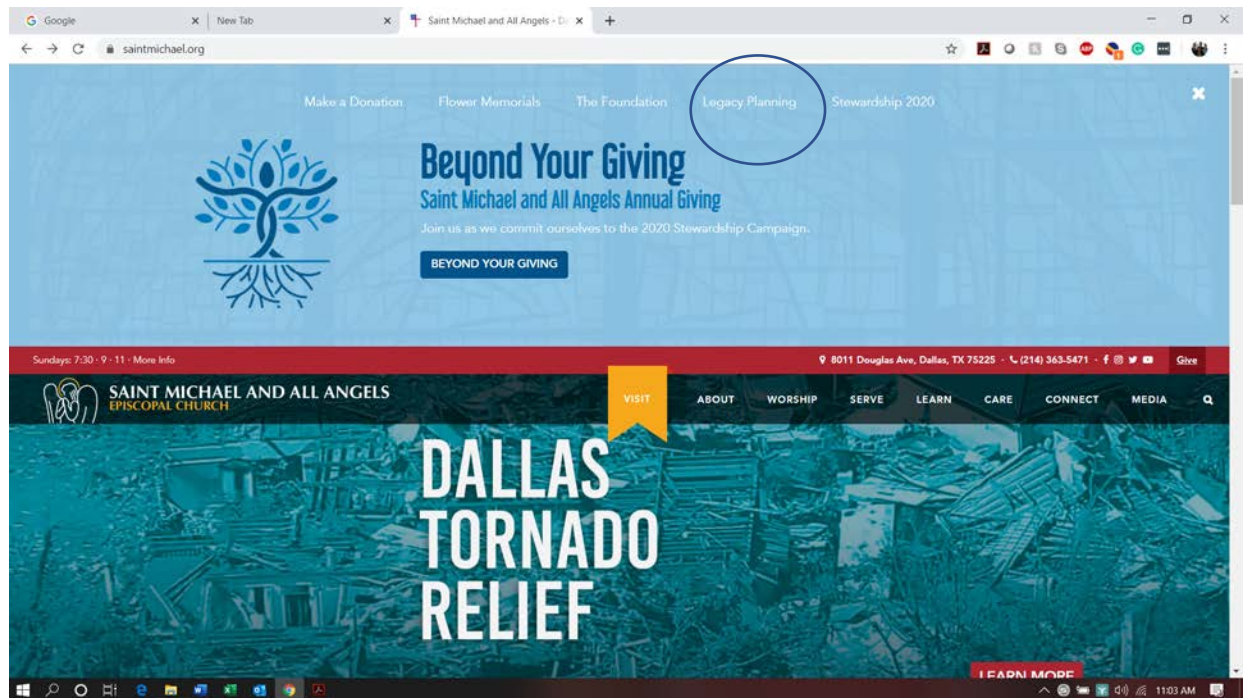 Google
New Tab
Saint Michael and All Angels - Da
saintmichael.org
Make a Donation Flower Memorials The Foundation Legacy Planning Stewardship 2020
Beyond Your Giving
Saint Michael and All Angels Annual Giving
Join us as we commit ourselves to the 2020 Stewardship Campaign.
BEYOND YOUR GIVING
Sundays: 7:30 · 9 · 11 · More Info 8011 Douglas Ave, Dallas, TX 75225 · (214) 363-5471 · Give
SAINT MICHAEL AND ALL ANGELS
EPISCOPAL CHURCH
VISIT ABOUT WORSHIP SERVE LEARN CARE CONNECT MEDIA
DALLAS
TORNADO
RELIEF
LEARN MORE
11:03 AM